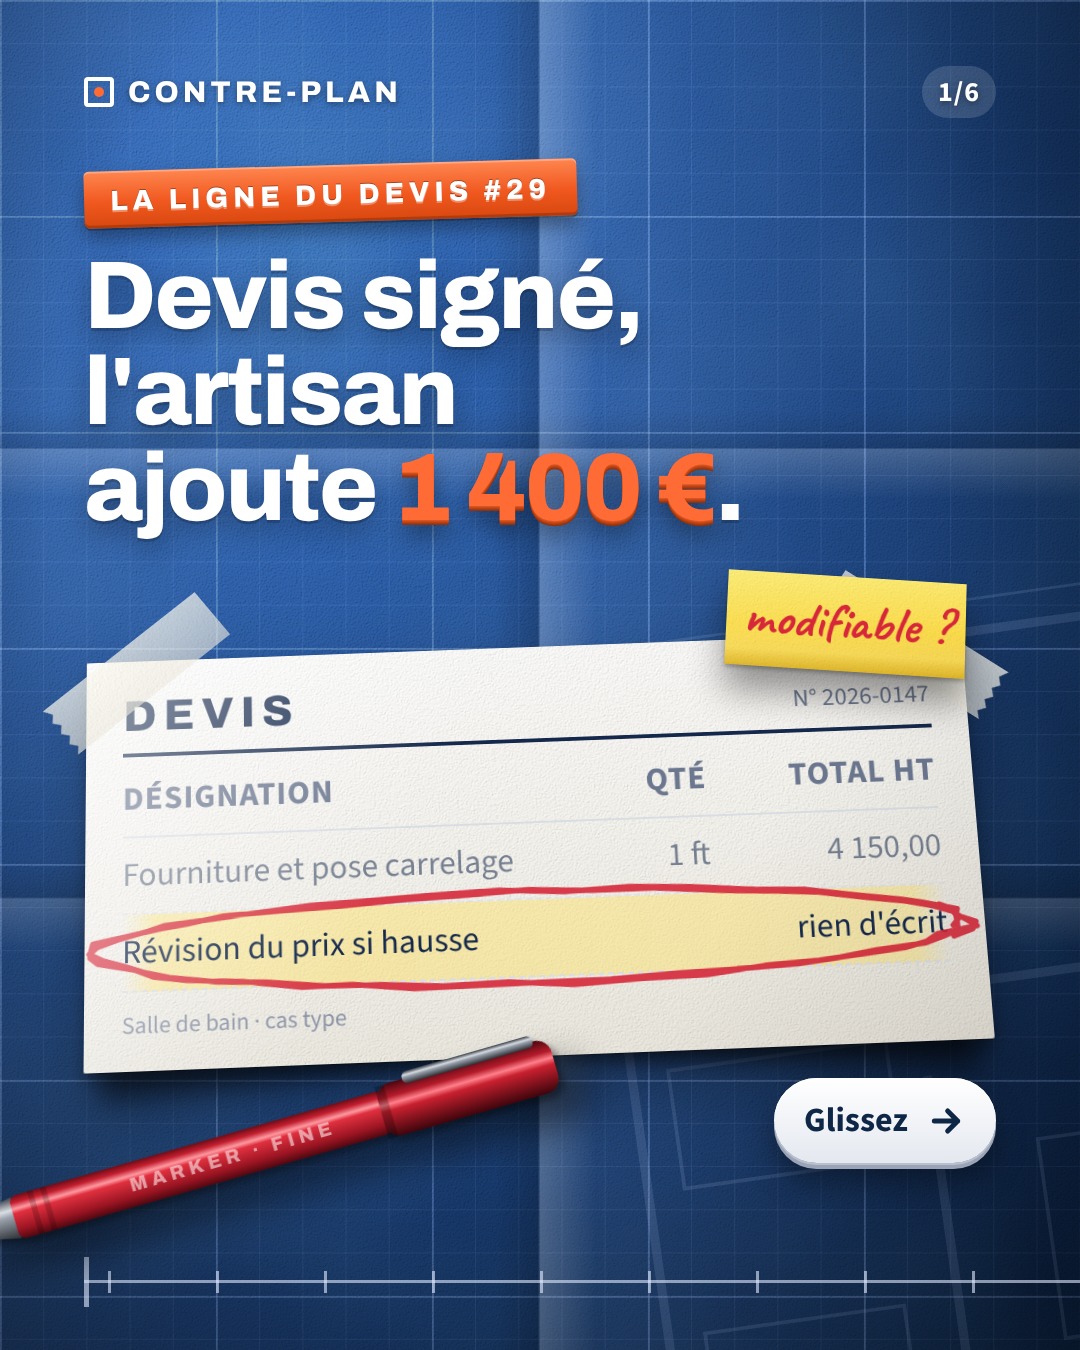 CONTRE-PLAN
1/6
LA LIGNE DU DEVIS #29
Devis signé,
l'artisan
ajoute 1 400 €.
modifiable ?
DEVIS
N° 2026-0147
DÉSIGNATION QTÉ TOTAL HT
Fourniture et pose carrelage 1 ft 4 150,00
Révision du prix si hausse rien d'écrit
Salle de bain · cas type
MARKER · FINE
Glissez →